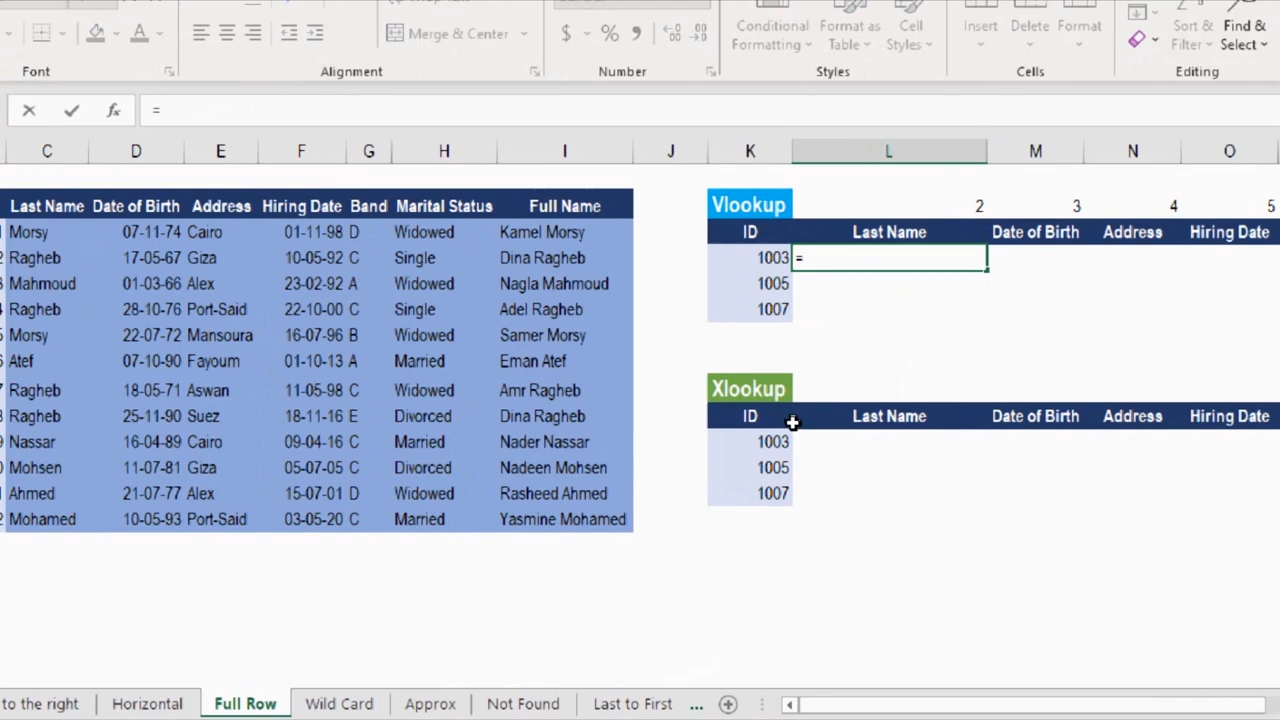 Merge & Center
$ % 9
Conditional Formatting
Format as Table
Cell Styles
Insert
Delete
Format
Sort & Filter
Find & Select
Font
Alignment
Number
Styles
Cells
Editing
fx =
C D E F G H I J K L M N O
Last Name Date of Birth Address Hiring Date Band Marital Status Full Name
Morsy 07-11-74 Cairo 01-11-98 D Widowed Kamel Morsy
Ragheb 17-05-67 Giza 10-05-92 C Single Dina Ragheb
Mahmoud 01-03-66 Alex 23-02-92 A Widowed Nagla Mahmoud
Ragheb 28-10-76 Port-Said 22-10-00 C Single Adel Ragheb
Morsy 22-07-72 Mansoura 16-07-96 B Widowed Samer Morsy
Atef 07-10-90 Fayoum 01-10-13 A Married Eman Atef
Ragheb 18-05-71 Aswan 11-05-98 C Widowed Amr Ragheb
Ragheb 25-11-90 Suez 18-11-16 E Divorced Dina Ragheb
Nassar 16-04-89 Cairo 09-04-16 C Married Nader Nassar
Mohsen 11-07-81 Giza 05-07-05 C Divorced Nadeen Mohsen
Ahmed 21-07-77 Alex 15-07-01 D Widowed Rasheed Ahmed
Mohamed 10-05-93 Port-Said 03-05-20 C Married Yasmine Mohamed
Vlookup 2 3 4 5
ID Last Name Date of Birth Address Hiring Date
1003 =
1005
1007
Xlookup
ID Last Name Date of Birth Address Hiring Date
1003
1005
1007
to the right Horizontal Full Row Wild Card Approx Not Found Last to First ...